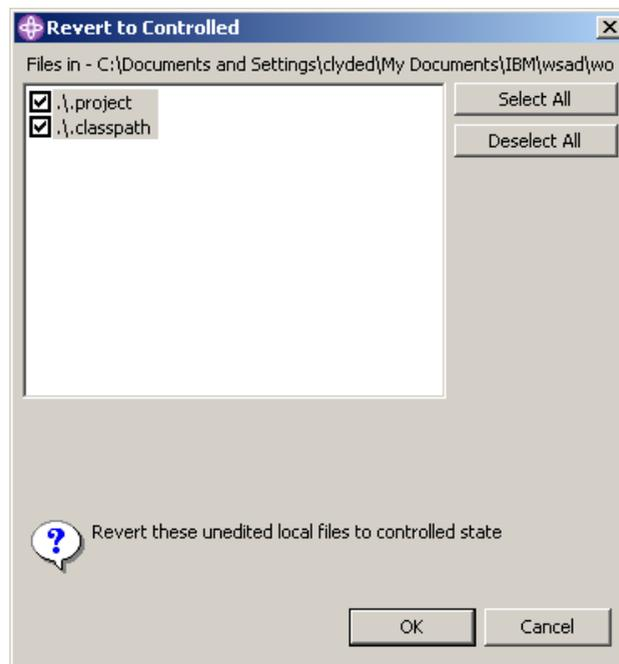 Revert to Controlled
Files in - C:\Documents and Settings\clyded\My Documents\IBM\wsad\wo
.\.project
.\.classpath
Select All
Deselect All
Revert these unedited local files to controlled state
OK
Cancel